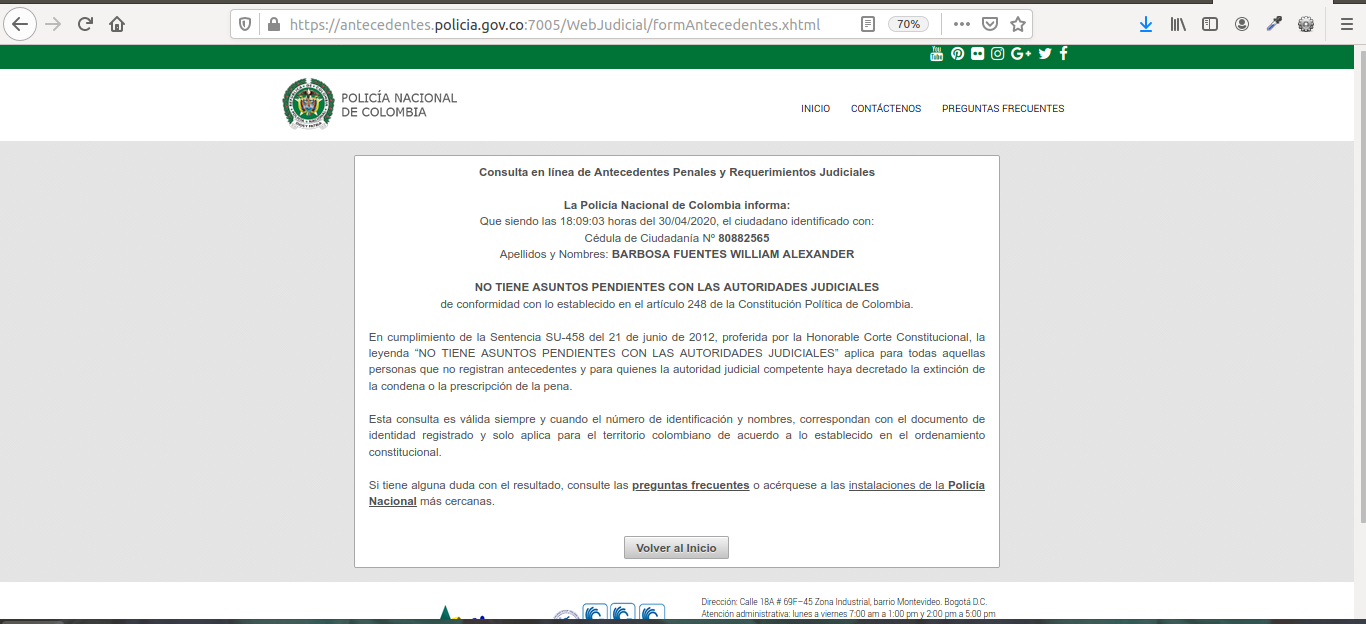 https://antecedentes.policia.gov.co:7005/WebJudicial/formAntecedentes.xhtml
70%
You
Tube
POLICÍA NACIONAL
DE COLOMBIA
INICIO
CONTÁCTENOS
PREGUNTAS FRECUENTES
Consulta en línea de Antecedentes Penales y Requerimientos Judiciales
La Policía Nacional de Colombia informa:
Que siendo las 18:09:03 horas del 30/04/2020, el ciudadano identificado con:
Cédula de Ciudadanía Nº 80882565
Apellidos y Nombres: BARBOSA FUENTES WILLIAM ALEXANDER
NO TIENE ASUNTOS PENDIENTES CON LAS AUTORIDADES JUDICIALES
de conformidad con lo establecido en el artículo 248 de la Constitución Política de Colombia.
En cumplimiento de la Sentencia SU-458 del 21 de junio de 2012, proferida por la Honorable Corte Constitucional, la
leyenda “NO TIENE ASUNTOS PENDIENTES CON LAS AUTORIDADES JUDICIALES” aplica para todas aquellas
personas que no registran antecedentes y para quienes la autoridad judicial competente haya decretado la extinción de
la condena o la prescripción de la pena.
Esta consulta es válida siempre y cuando el número de identificación y nombres, correspondan con el documento de
identidad registrado y solo aplica para el territorio colombiano de acuerdo a lo establecido en el ordenamiento
constitucional.
Si tiene alguna duda con el resultado, consulte las preguntas frecuentes o acérquese a las instalaciones de la Policía
Nacional más cercanas.
Volver al Inicio
Dirección: Calle 18A # 69F–45 Zona Industrial, barrio Montevideo. Bogotá D.C.
Atención administrativa: lunes a viernes 7:00 am a 1:00 pm y 2:00 pm a 5:00 pm